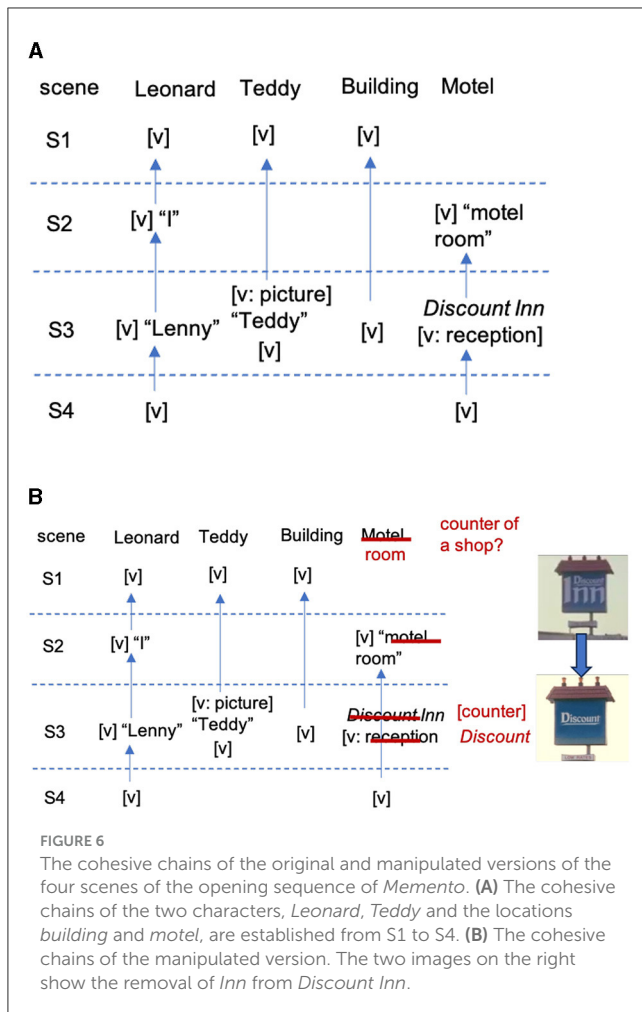 A
scene Leonard Teddy Building Motel
S1 [v] [v] [v]
S2 [v] "I" [v] "motel
room"
[v: picture] Discount Inn
S3 [v] "Lenny" "Teddy" [v] [v: reception]
[v]
S4 [v] [v]
B
scene Leonard Teddy Building Motel counter of
room a shop?
S1 [v] [v] [v]
S2 [v] "I" [v] "motel
room"
[v: picture] Discount Inn [counter]
S3 [v] "Lenny" "Teddy" [v] [v: reception Discount
[v]
S4 [v] [v]
Discount
Inn
Discount
FIGURE 6
The cohesive chains of the original and manipulated versions of the
four scenes of the opening sequence of Memento. (A) The cohesive
chains of the two characters, Leonard, Teddy and the locations
building and motel, are established from S1 to S4. (B) The cohesive
chains of the manipulated version. The two images on the right
show the removal of Inn from Discount Inn.